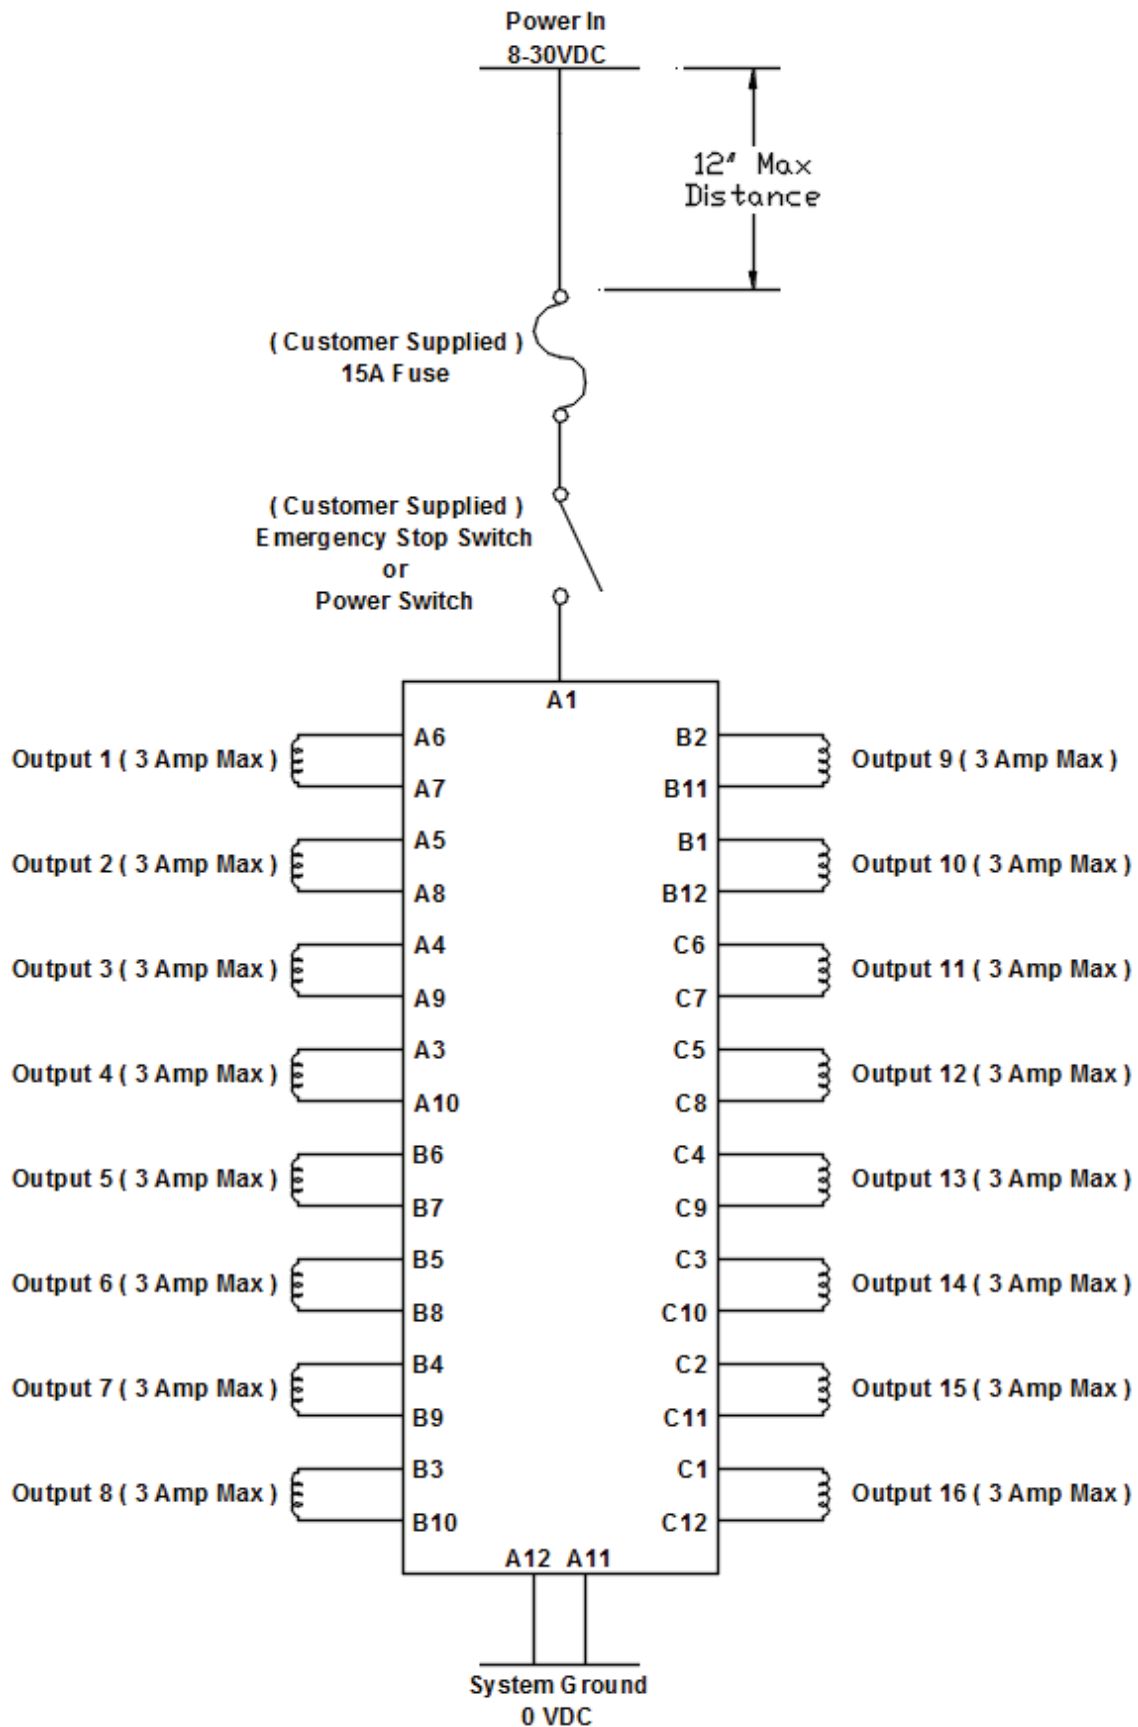 Power In
8-30VDC
12" Max
Distance
( Customer Supplied )
15A Fuse
( Customer Supplied )
Emergency Stop Switch
or
Power Switch
A1
Output 1 ( 3 Amp Max )
A6
A7
B2
B11
Output 9 ( 3 Amp Max )
Output 2 ( 3 Amp Max )
A5
A8
B1
B12
Output 10 ( 3 Amp Max )
Output 3 ( 3 Amp Max )
A4
A9
C6
C7
Output 11 ( 3 Amp Max )
Output 4 ( 3 Amp Max )
A3
A10
C5
C8
Output 12 ( 3 Amp Max )
Output 5 ( 3 Amp Max )
B6
B7
C4
C9
Output 13 ( 3 Amp Max )
Output 6 ( 3 Amp Max )
B5
B8
C3
C10
Output 14 ( 3 Amp Max )
Output 7 ( 3 Amp Max )
B4
B9
C2
C11
Output 15 ( 3 Amp Max )
Output 8 ( 3 Amp Max )
B3
B10
C1
C12
Output 16 ( 3 Amp Max )
A12 A11
System Ground
0 VDC